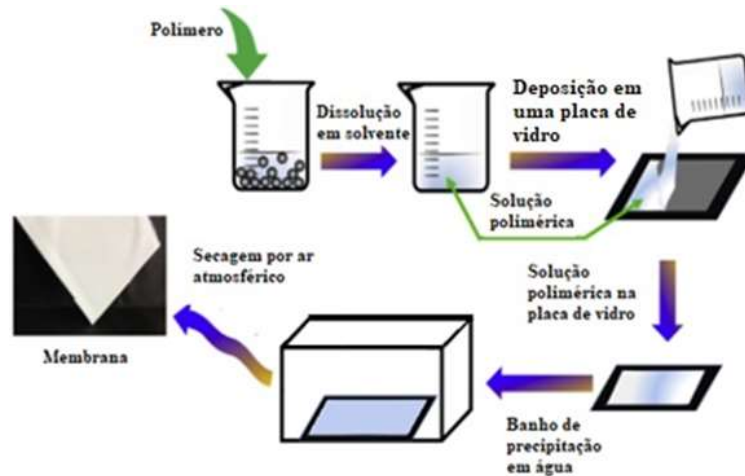 Polímero
Dissolução
em solvente
Deposição em
uma placa de
vidro
Solução
polimérica
Solução
polimérica na
placa de vidro
Banho de
precipitação
em água
Secagem por ar
atmosférico
Membrana